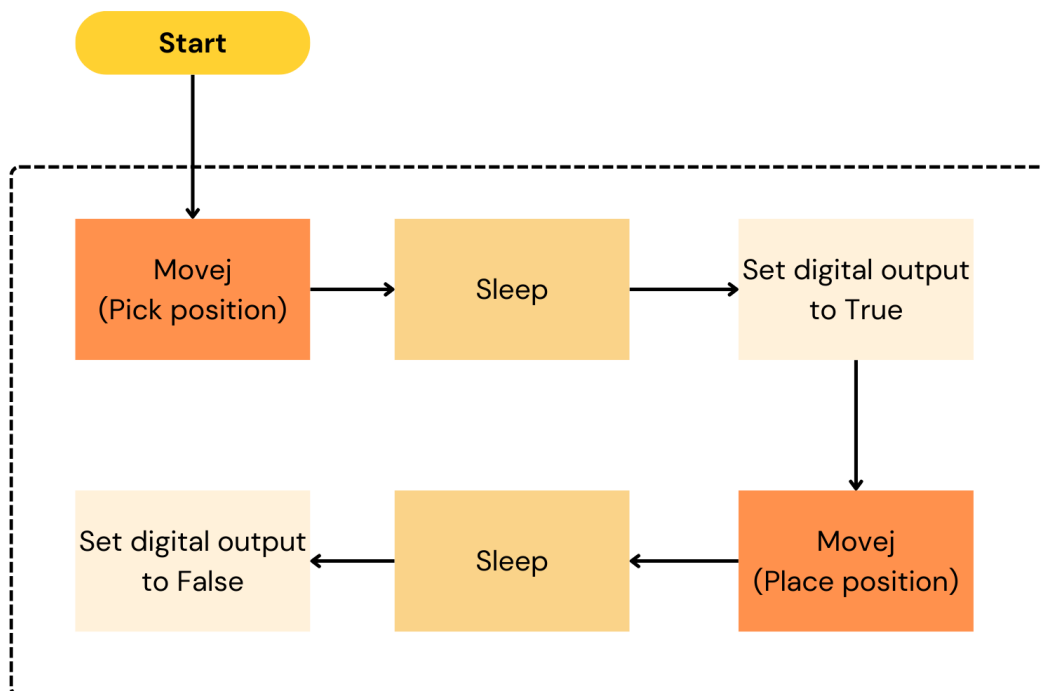 Start
Movej
(Pick position)
Sleep
Set digital output
to True
Movej
(Place position)
Sleep
Set digital output
to False